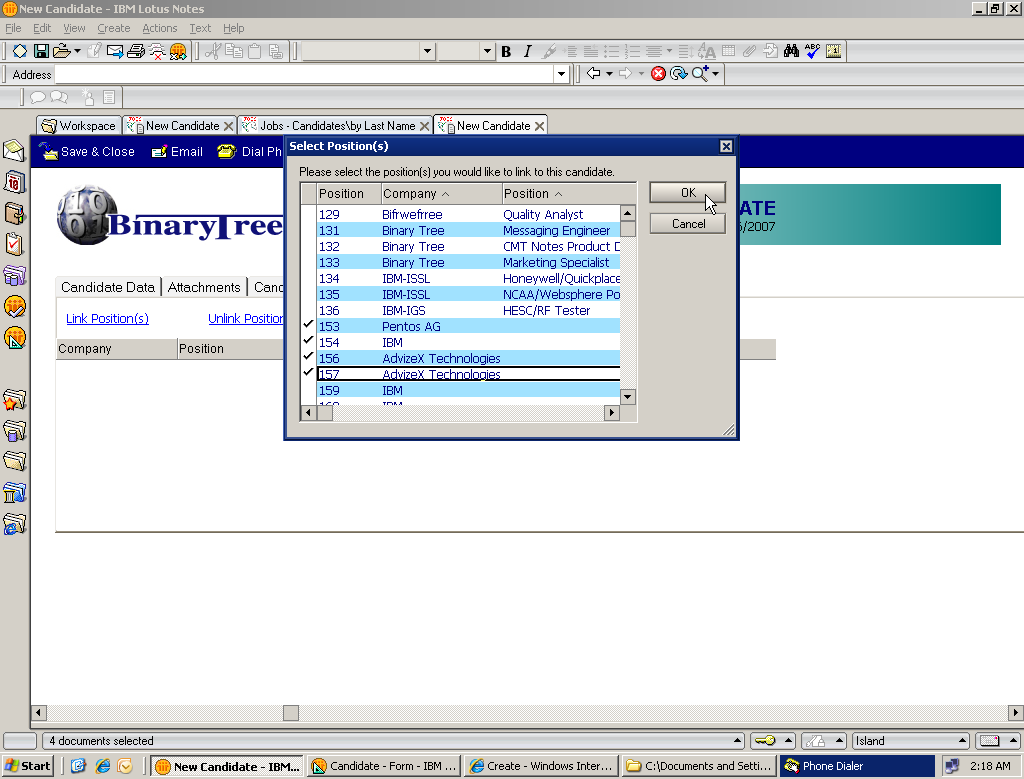 New Candidate - IBM Lotus Notes
File Edit View Create Actions Text Help
Address
Workspace New Candidate Jobs - Candidates\by Last Name New Candidate
Save & Close Email Dial Ph
Select Position(s)
Please select the position(s) you would like to link to this candidate.
Position Company Position
129 Bifrwefree Quality Analyst
131 Binary Tree Messaging Engineer
132 Binary Tree CMT Notes Product D
133 Binary Tree Marketing Specialist
134 IBM-ISSL Honeywell/Quickplace
135 IBM-ISSL NCAA/Websphere Po
136 IBM-IGS HESC/RF Tester
153 Pentos AG
154 IBM
156 AdvizeX Technologies
157 AdvizeX Technologies
159 IBM
OK
Cancel
BinaryTree
ATE
/2007
Candidate Data Attachments Canc
Link Position(s) Unlink Position
Company Position
4 documents selected
Island
Start New Candidate - IBM... Candidate - Form - IBM ... Create - Windows Inter... C:\Documents and Setti... Phone Dialer 2:18 AM